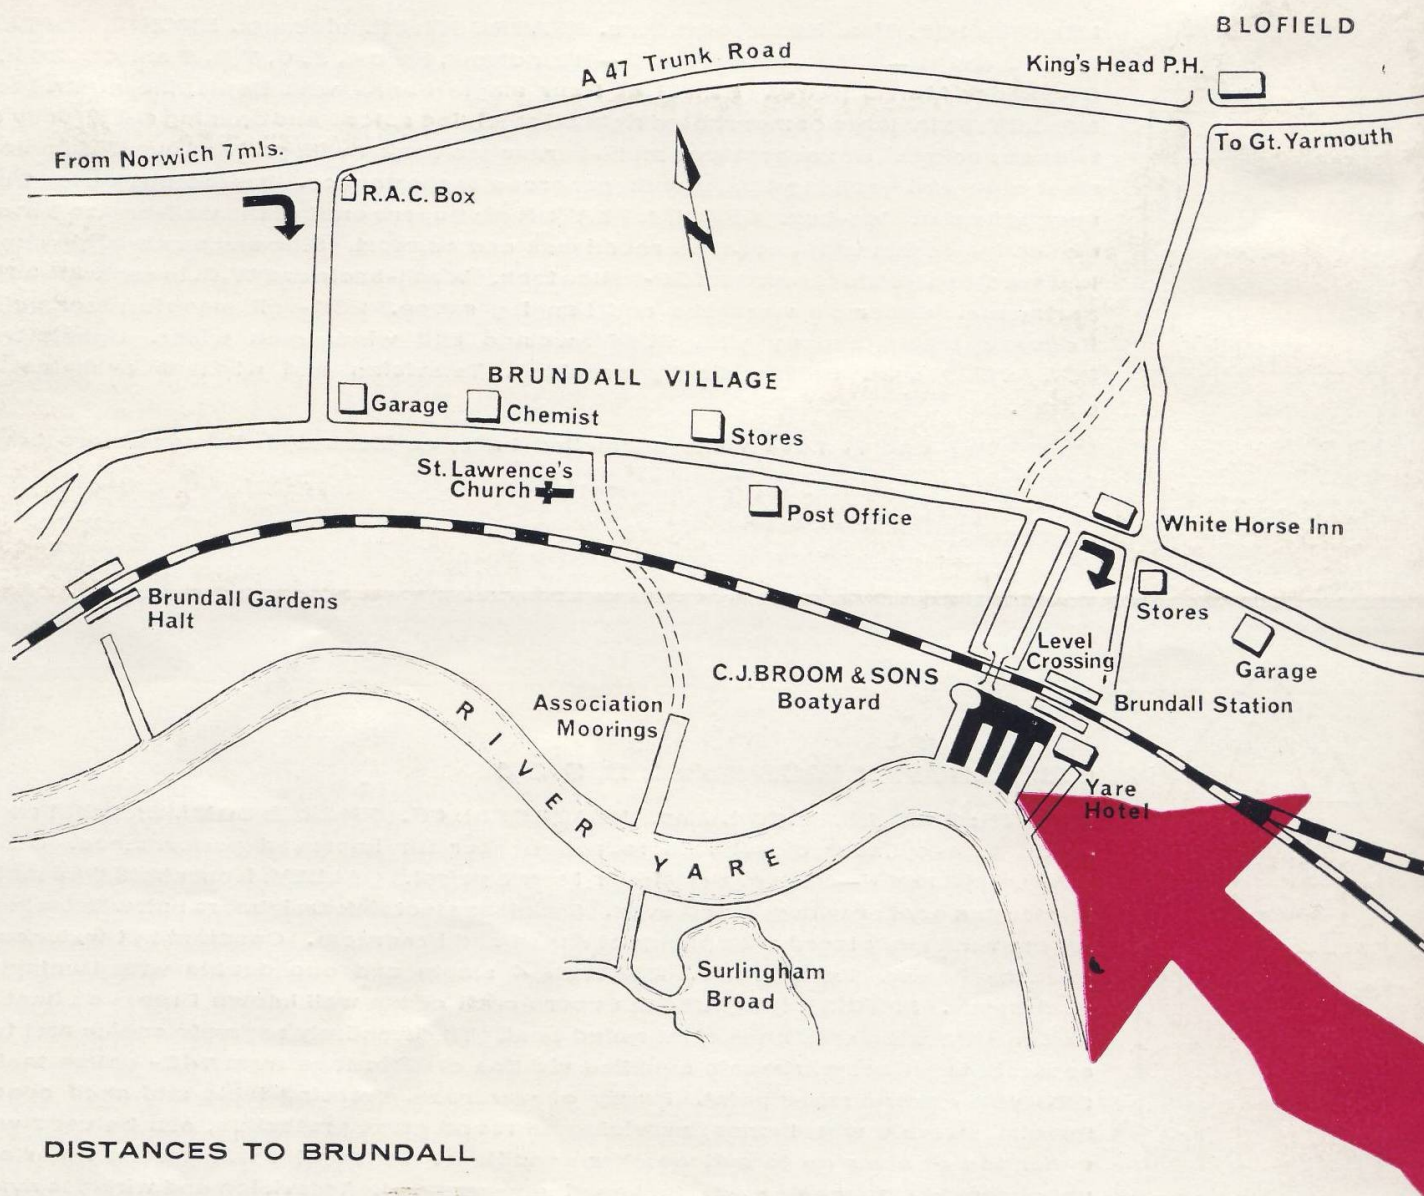 BLOFIELD
A 47 Trunk Road
King's Head P.H.
To Gt. Yarmouth
From Norwich 7mls.
R.A.C. Box
BRUNDALL VILLAGE
Garage
Chemist
Stores
St. Lawrence's
Church
Post Office
White Horse Inn
Brundall Gardens
Halt
Stores
Garage
Level
Crossing
C.J. BROOM & SONS
Boatyard
Brundall Station
Association
Moorings
RIVER YARE
Yare
Hotel
Surlingham
Broad
DISTANCES TO BRUNDALL